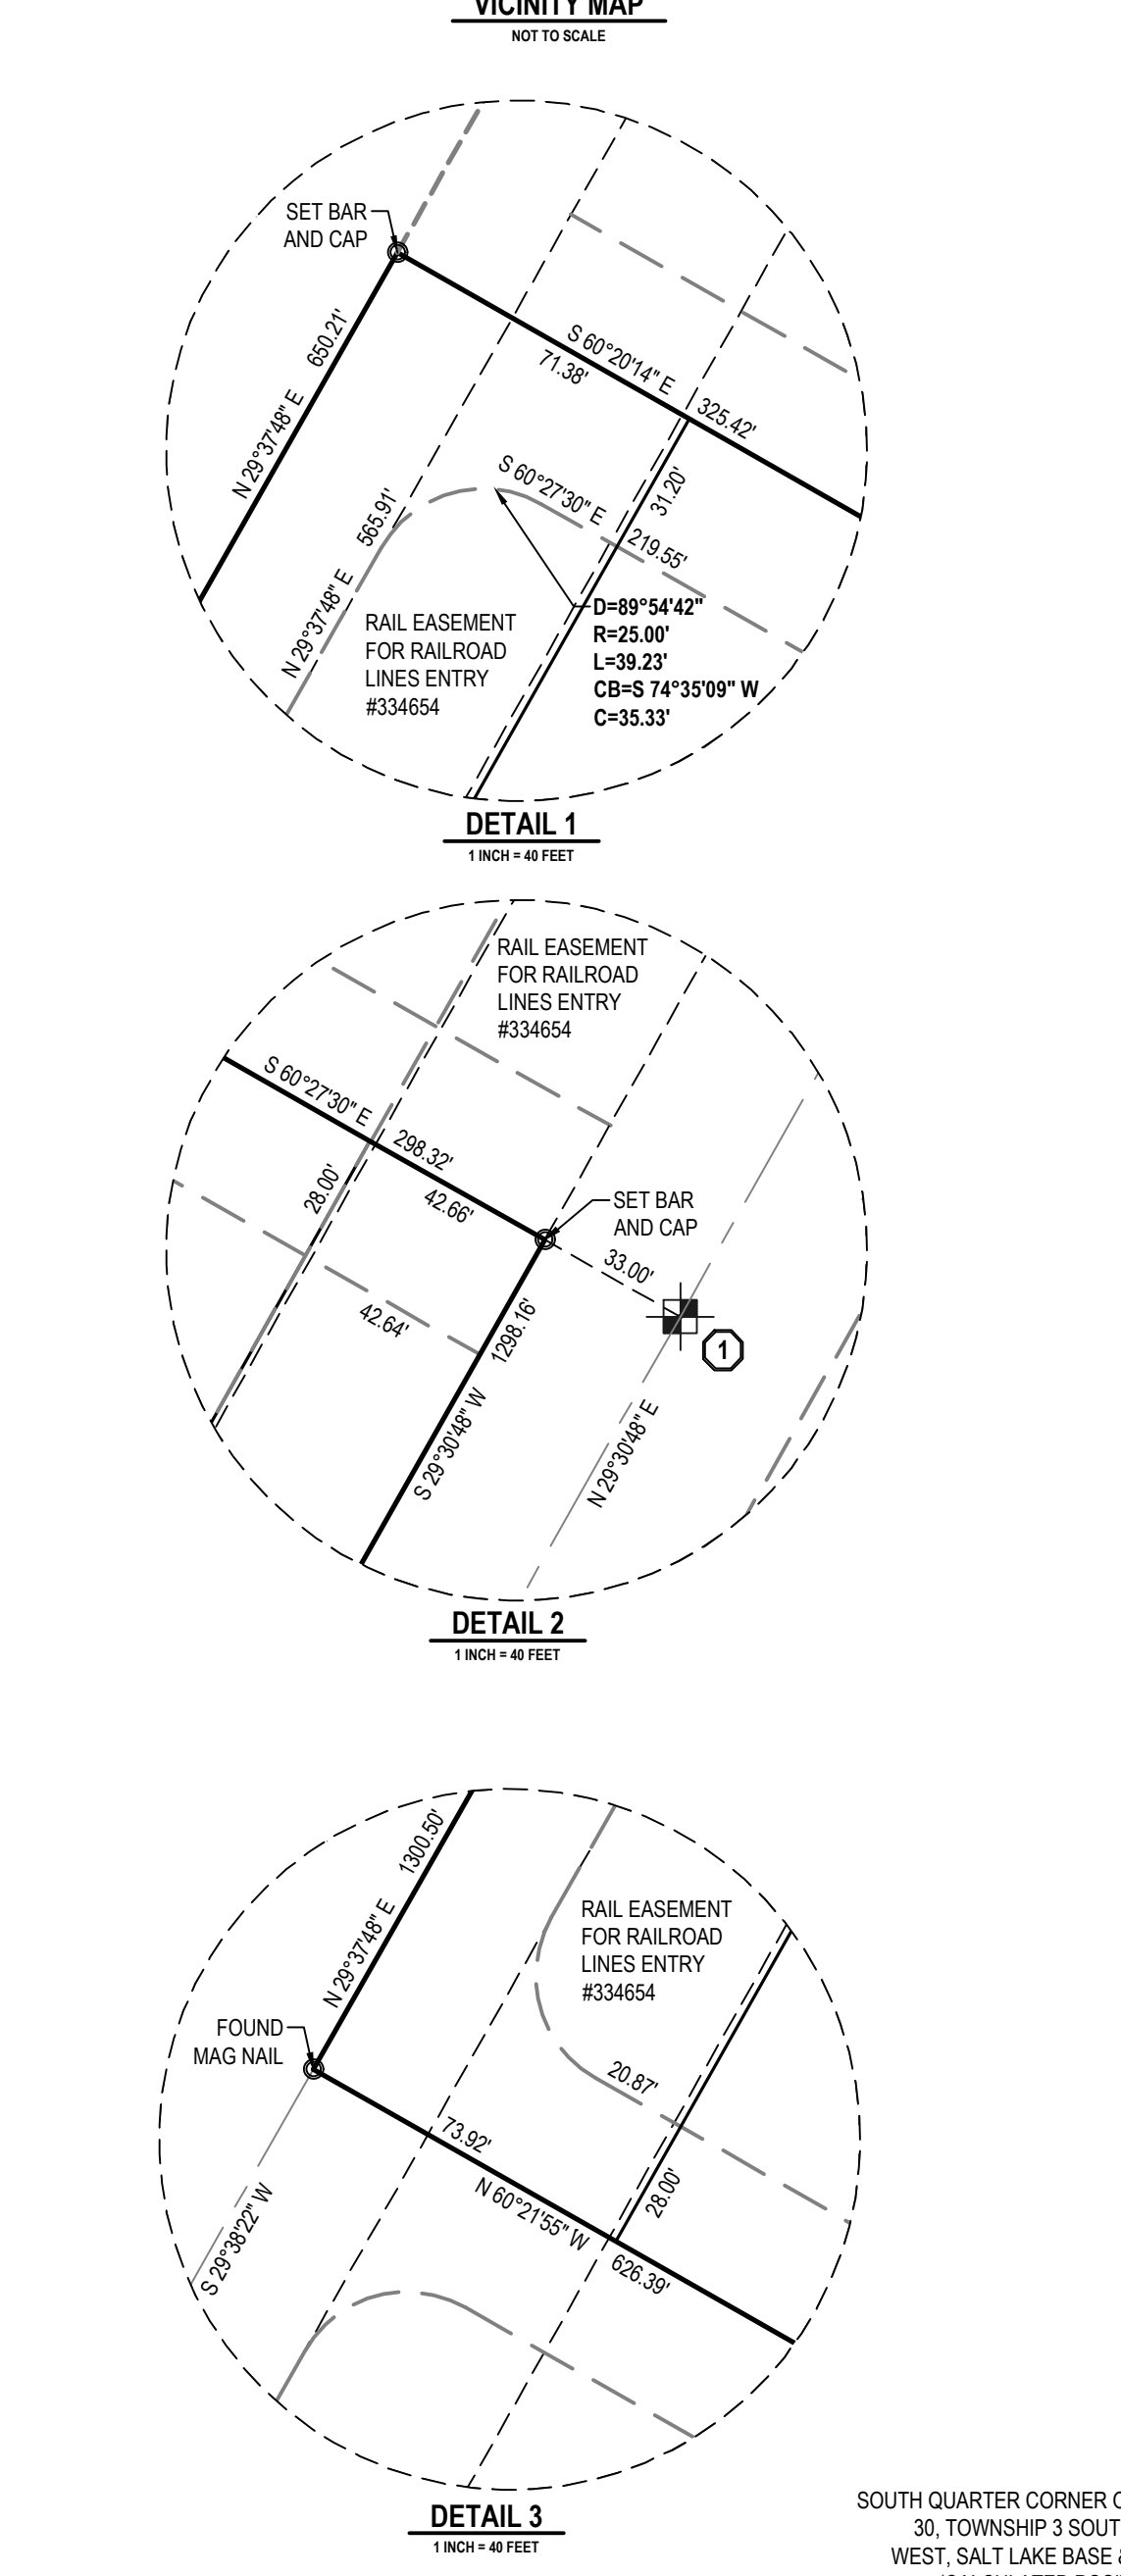 VICINITY MAP
NOT TO SCALE
SET BAR
AND CAP
650.21'
N 29°37'48" E
S 60°20'14" E
71.38'
325.42'
S 60°27'30" E
31.20'
219.55'
565.91'
N 29°37'48" E
RAIL EASEMENT
FOR RAILROAD
LINES ENTRY
#334654
D=89°54'42"
R=25.00'
L=39.23'
CB=S 74°35'09" W
C=35.33'
DETAIL 1
1 INCH = 40 FEET
RAIL EASEMENT
FOR RAILROAD
LINES ENTRY
#334654
S 60°27'30" E
298.32'
28.00'
42.66'
SET BAR
AND CAP
33.00'
42.64'
1298.16'
S 29°30'48" W
1
N 29°30'48" E
DETAIL 2
1 INCH = 40 FEET
1300.50'
N 29°37'48" E
RAIL EASEMENT
FOR RAILROAD
LINES ENTRY
#334654
FOUND
MAG NAIL
20.87'
73.92'
N 60°21'55" W
28.00'
626.39'
S 29°38'22" W
DETAIL 3
1 INCH = 40 FEET
SOUTH QUARTER CORNER
30, TOWNSHIP 3
WEST, SALT LAKE BASE